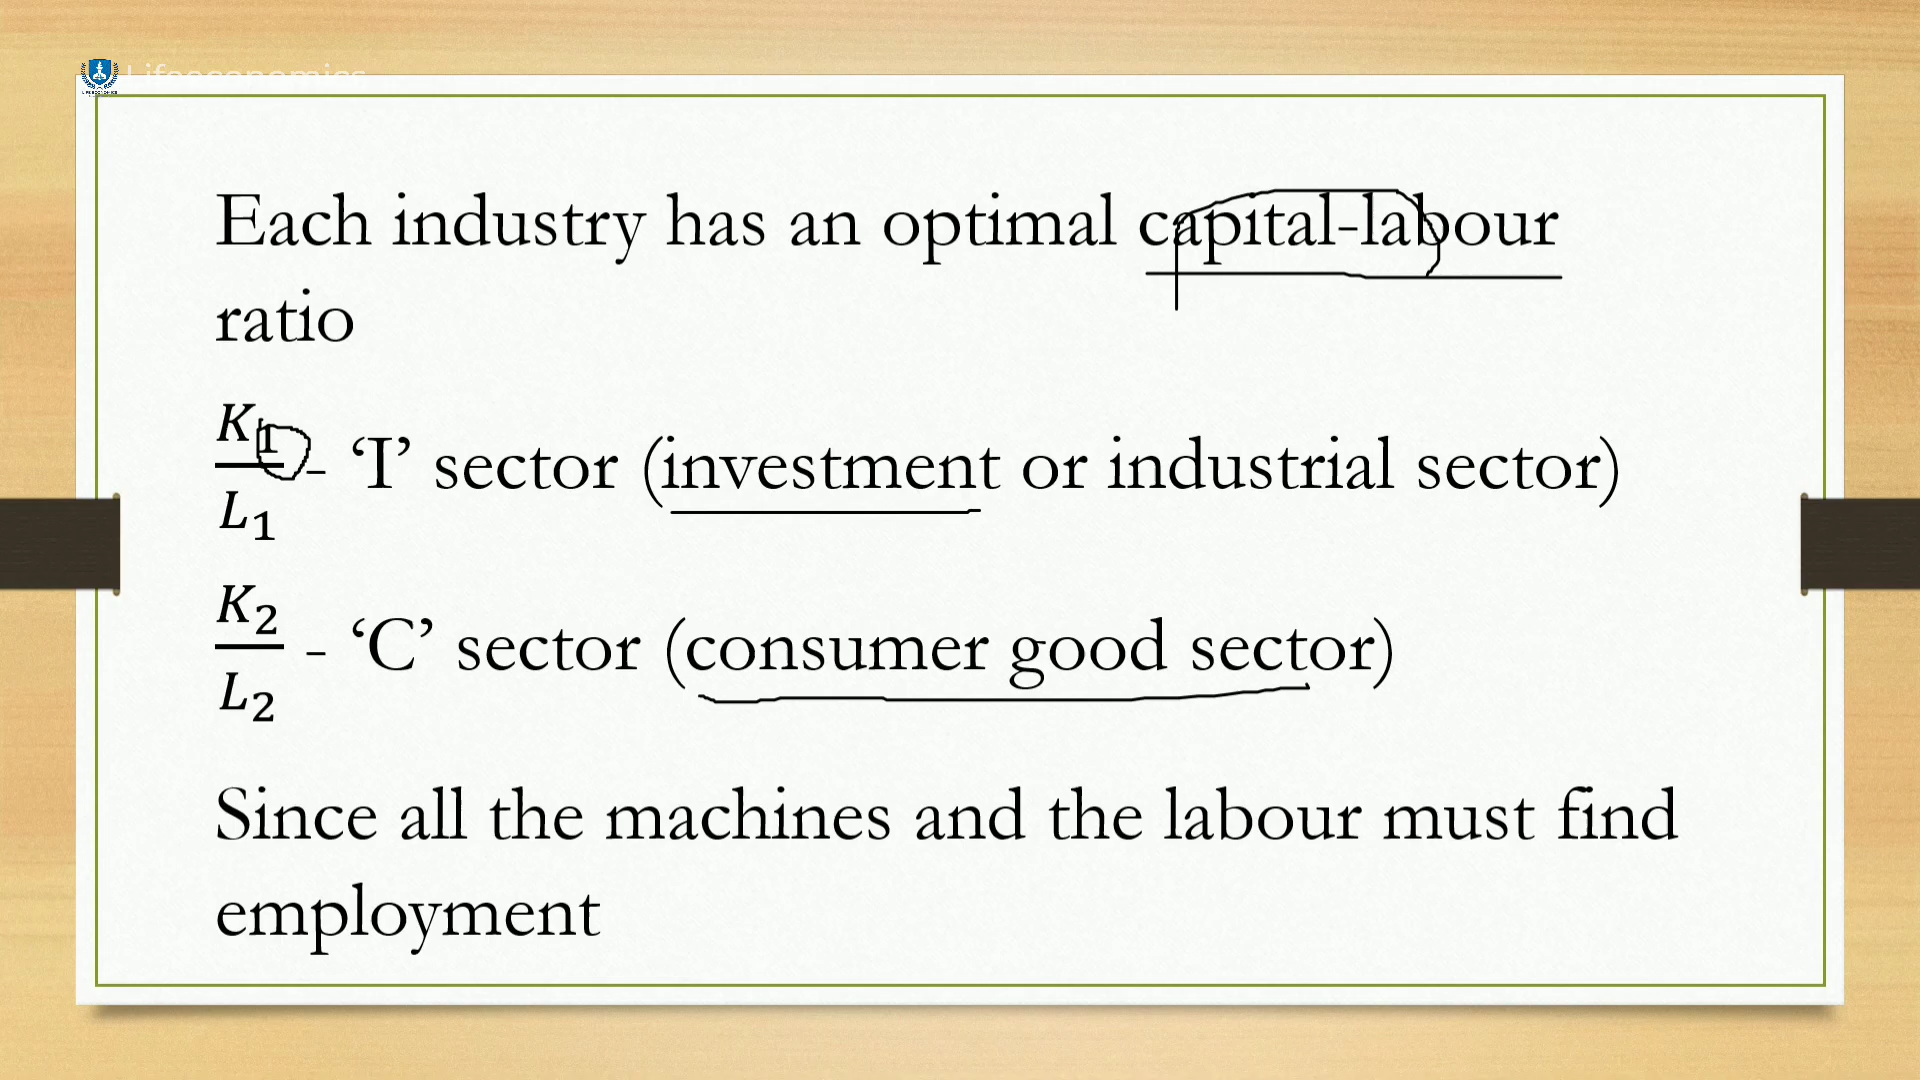 Lifeeconomics
Each industry has an optimal capital-labour
ratio
K₁/L₁ - ‘I’ sector (investment or industrial sector)
K₂/L₂ - ‘C’ sector (consumer good sector)
Since all the machines and the labour must find
employment